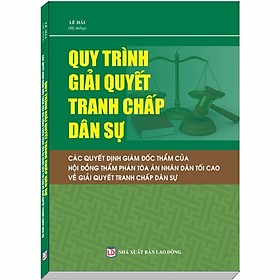 LÊ HẢI
(Hệ thống)
QUY TRÌNH
GIẢI QUYẾT
TRANH CHẤP
DÂN SỰ
CÁC QUYẾT ĐỊNH GIÁM ĐỐC THẨM CỦA
HỘI ĐỒNG THẨM PHÁN TÒA ÁN NHÂN DÂN TỐI CAO
VỀ GIẢI QUYẾT TRANH CHẤP DÂN SỰ
NHÀ XUẤT BẢN LAO ĐỘNG